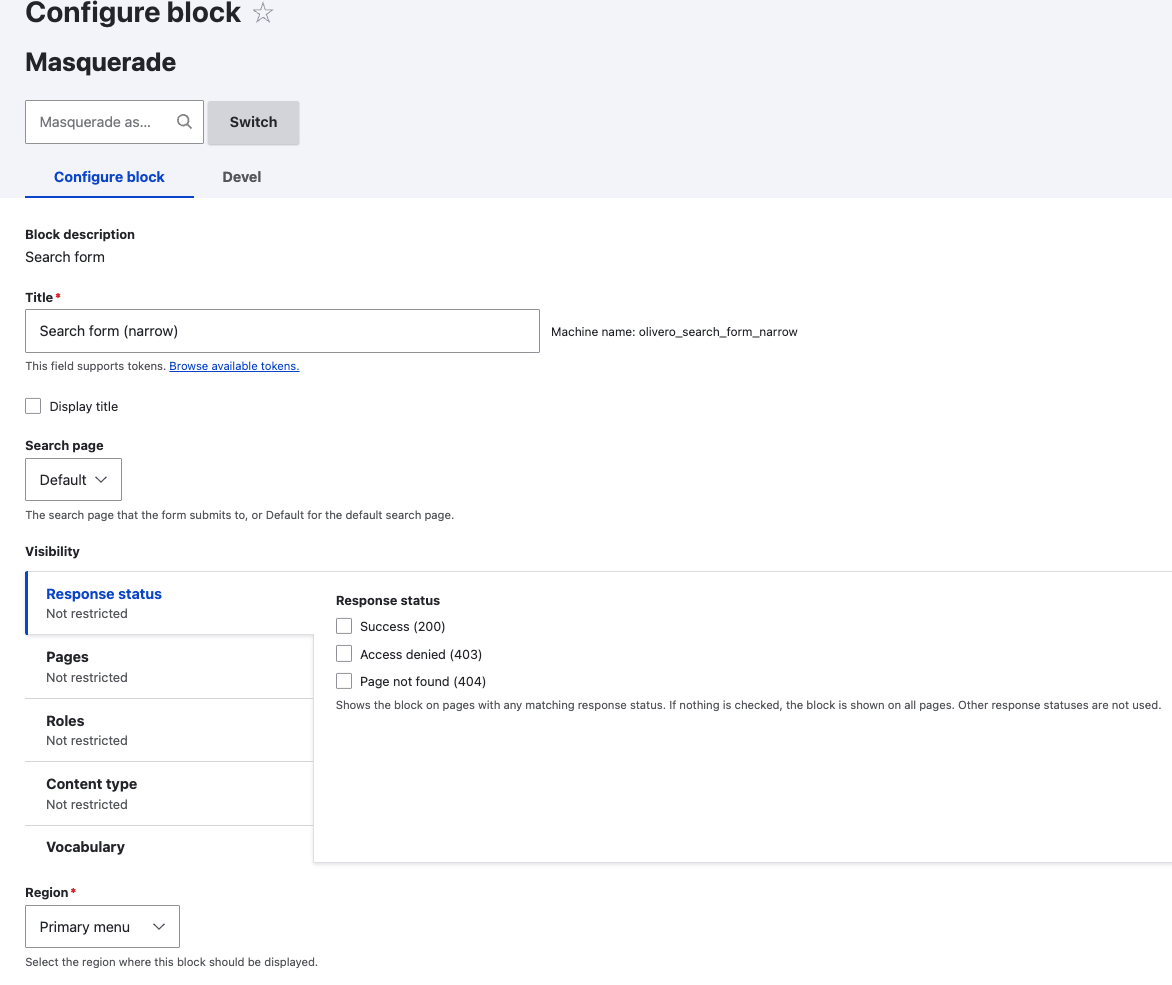 Configure block
Masquerade
Masquerade as...
Switch
Configure block
Devel
Block description
Search form
Title*
Search form (narrow)
Machine name: olivero_search_form_narrow
This field supports tokens. Browse available tokens.
Display title
Search page
Default
The search page that the form submits to, or Default for the default search page.
Visibility
Response status
Not restricted
Pages
Not restricted
Roles
Not restricted
Content type
Not restricted
Vocabulary
Response status
Success (200)
Access denied (403)
Page not found (404)
Shows the block on pages with any matching response status. If nothing is checked, the block is shown on all pages. Other response statuses are not used.
Region*
Primary menu
Select the region where this block should be displayed.